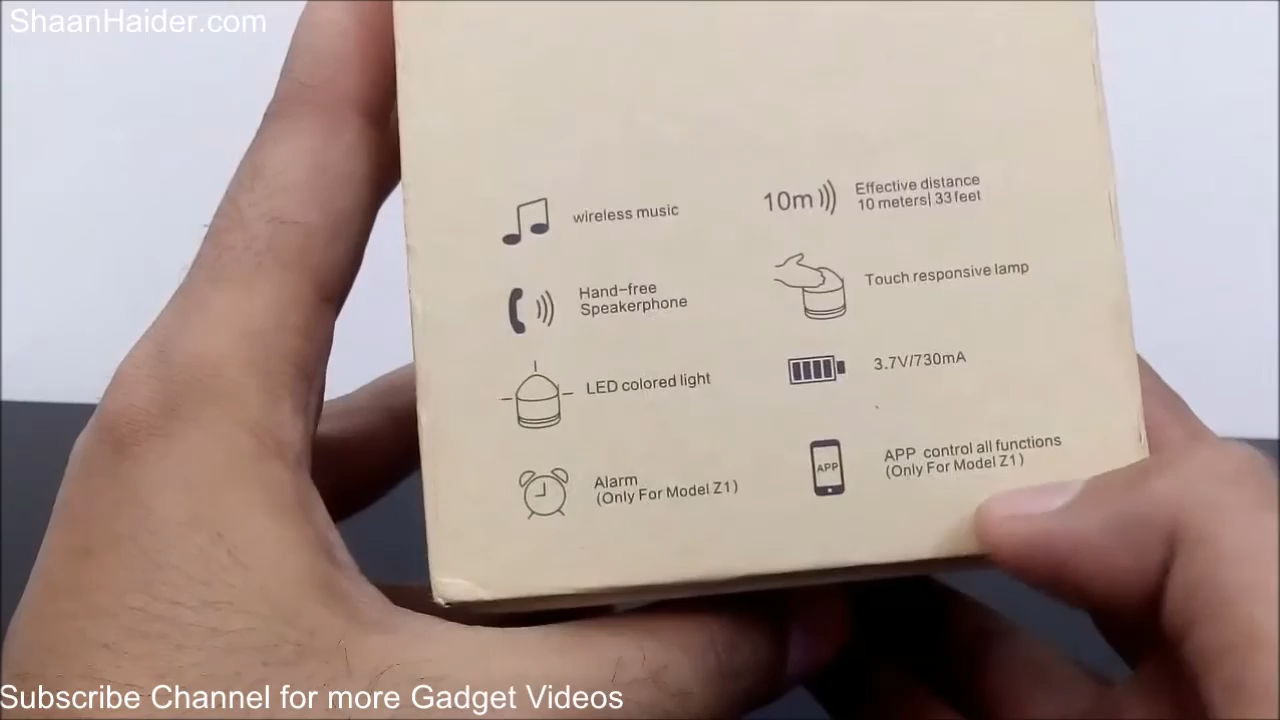 ShaanHaider.com
wireless music
10m
Effective distance
10 meters| 33 feet
Hand-free
Speakerphone
Touch responsive lamp
LED colored light
3.7V/730mA
Alarm
(Only For Model Z1)
APP
APP control all functions
(Only For Model Z1)
Subscribe Channel for more Gadget Videos